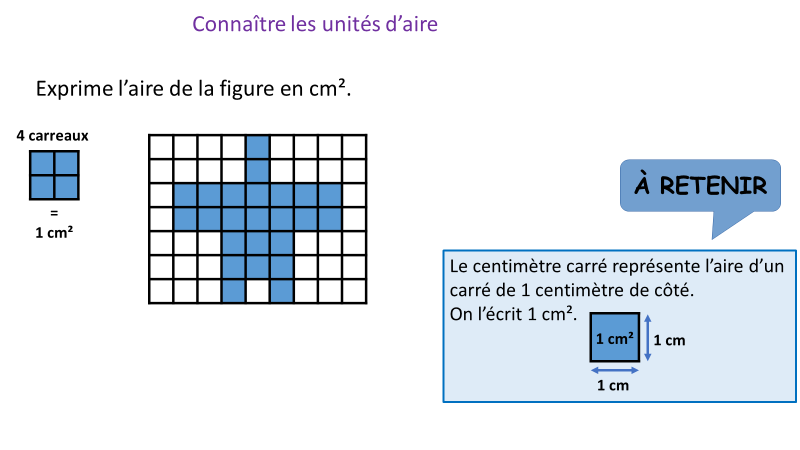 Connaître les unités d’aire
Exprime l’aire de la figure en cm².
4 carreaux
=
1 cm²
À RETENIR
Le centimètre carré représente l’aire d’un
carré de 1 centimètre de côté.
On l’écrit 1 cm².
1 cm²
1 cm
1 cm